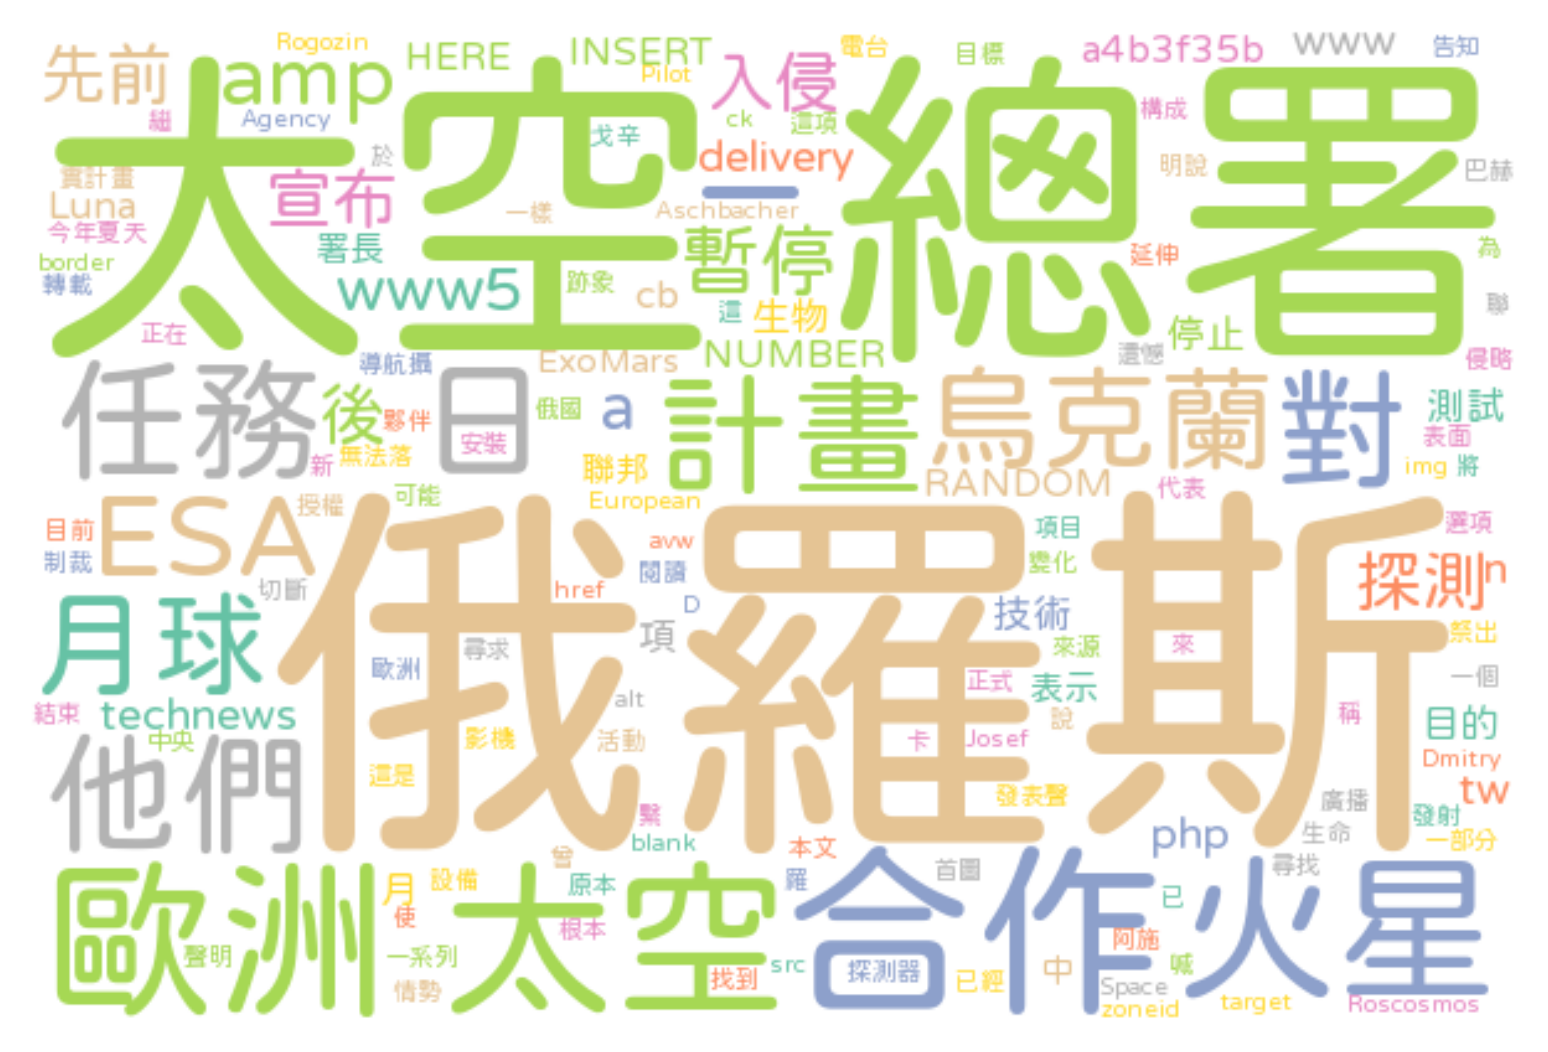 Rogozin
HERE
INSERT
電台
目標
a4b3f35b
www
告知
先前
amp
Pilot
入侵
構成
繼
Agency
太空總署
戈辛
ck
這項
於
delivery
明說
巴赫
實計畫
宣布
一
Luna
一樣
Aschbacher
今年夏天
署長
暫停
延伸
為
border
轉載
www5
跡象
cb
這
生物
聯
正在
停止
導航攝
ExoMars
NUMBER
遺憾
侵略
任務
後
夥伴
日
安裝
俄國
a
計畫
烏克蘭
對
測試
表面
新
無法落
聯邦
RANDOM
img
將
ESA
授權
可能
European
代表
目前
制裁
俄羅斯
avw
項目
選項
切斷
href
閱讀
變化
探測
n
月球
D
技術
祭出
歐洲
尋求
項
來源
來
一個
正式
表示
結束
technews
alt
說
稱
目的
中央
影機
活動
卡
Josef
他們
這是
發表聲
Dmitry
廣播
tw
繫
發射
blank
本文
php
生命
一部分
曾
歐洲太空
月
設備
原本
羅
首圖
合作
尋找
火星
使
根本
已
聲明
一系列
阿施
找到
src
探測器
已經
中
喊
情勢
Space
zoneid
target
Roscosmos